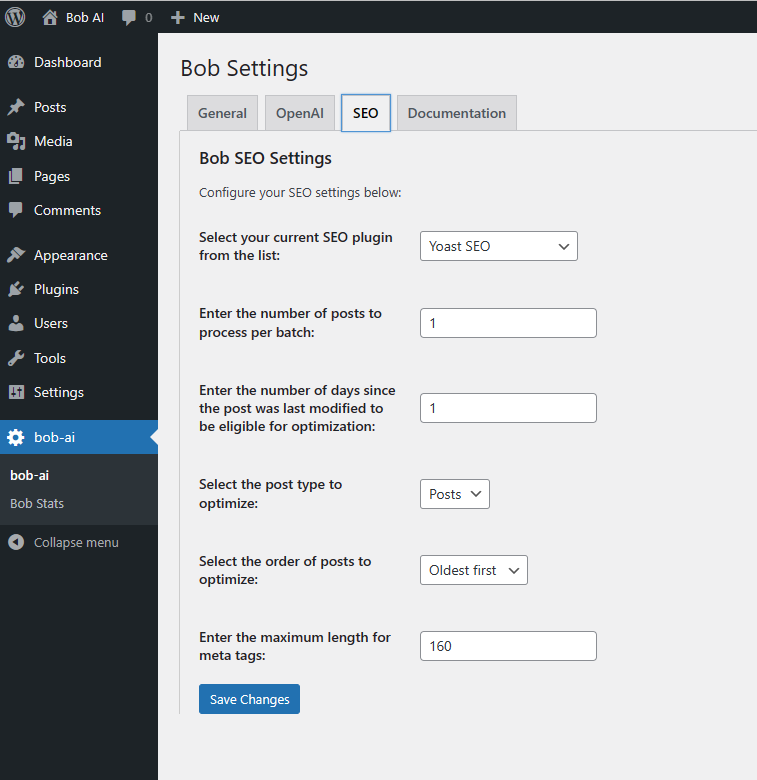 Bob AI 0 New
Dashboard
Posts
Media
Pages
Comments
Appearance
Plugins
Users
Tools
Settings
bob-ai
bob-ai
Bob Stats
Collapse menu
Bob Settings
General OpenAI SEO Documentation
Bob SEO Settings
Configure your SEO settings below:
Select your current SEO plugin
from the list:
Yoast SEO
Enter the number of posts to
process per batch:
1
Enter the number of days since
the post was last modified to
be eligible for optimization:
1
Select the post type to
optimize:
Posts
Select the order of posts to
optimize:
Oldest first
Enter the maximum length for
meta tags:
160
Save Changes